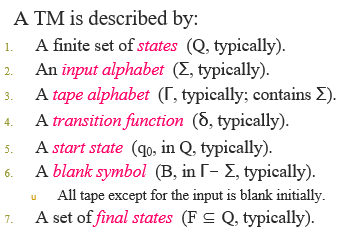 A TM is described by:
1. A finite set of states (Q, typically).
2. An input alphabet (Σ, typically).
3. A tape alphabet (Γ, typically; contains Σ).
4. A transition function (δ, typically).
5. A start state (q₀, in Q, typically).
6. A blank symbol (B, in Γ- Σ, typically).
u All tape except for the input is blank initially.
7. A set of final states (F ⊆ Q, typically).